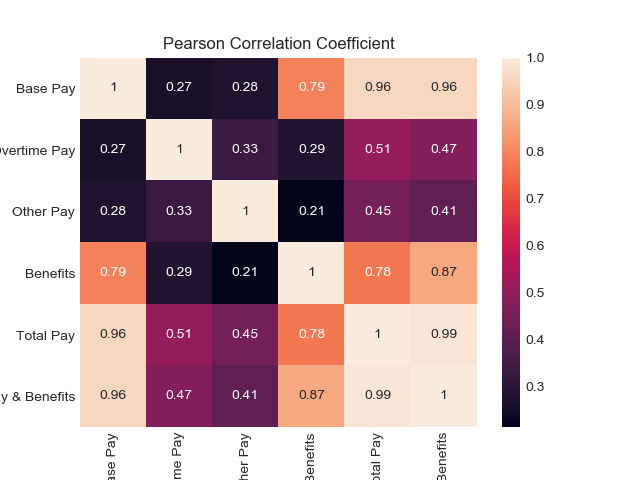 Pearson Correlation Coefficient
Base Pay 1 0.27 0.28 0.79 0.96 0.96
vertime Pay 0.27 1 0.33 0.29 0.51 0.47
Other Pay 0.28 0.33 1 0.21 0.45 0.41
Benefits 0.79 0.29 0.21 1 0.78 0.87
Total Pay 0.96 0.51 0.45 0.78 1 0.99
y & Benefits 0.96 0.47 0.41 0.87 0.99 1
ase Pay
me Pay
her Pay
Benefits
otal Pay
Benefits
1.0
0.9
0.8
0.7
0.6
0.5
0.4
0.3